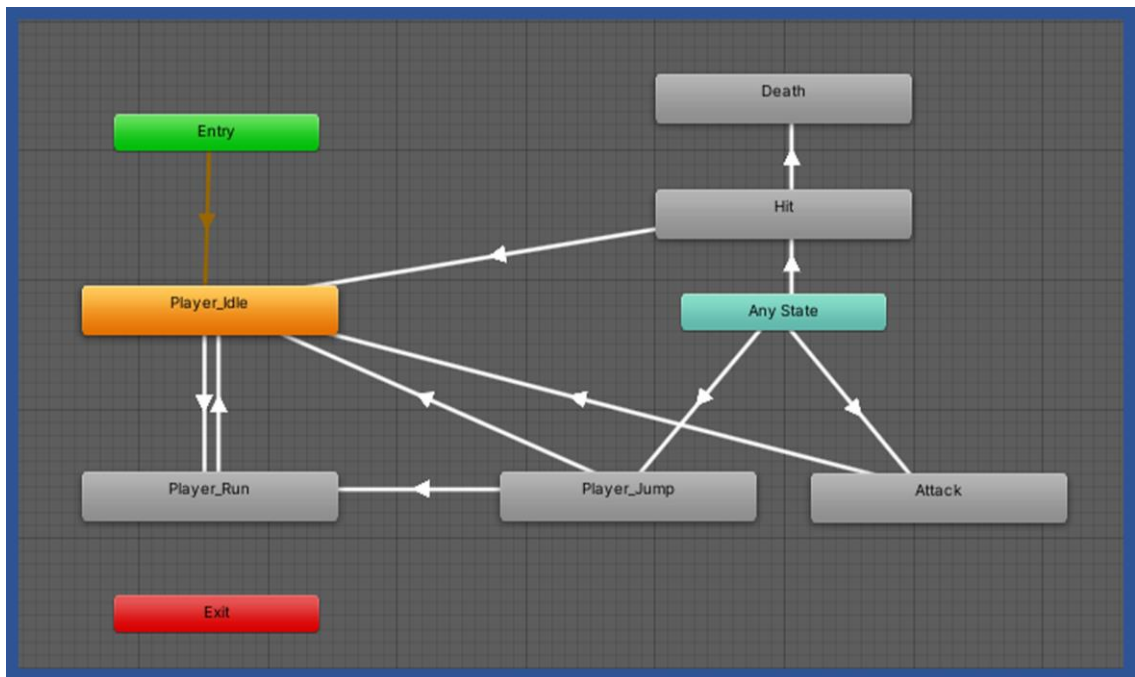 Death
Entry
Hit
Player_Idle
Any State
Player_Run
Player_Jump
Attack
Exit